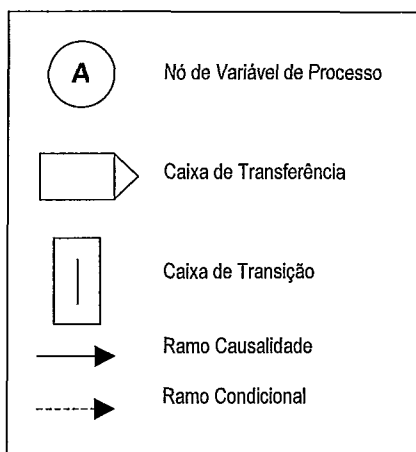 A
Nó de Variável de Processo
Caixa de Transferência
Caixa de Transição
Ramo Causalidade
Ramo Condicional